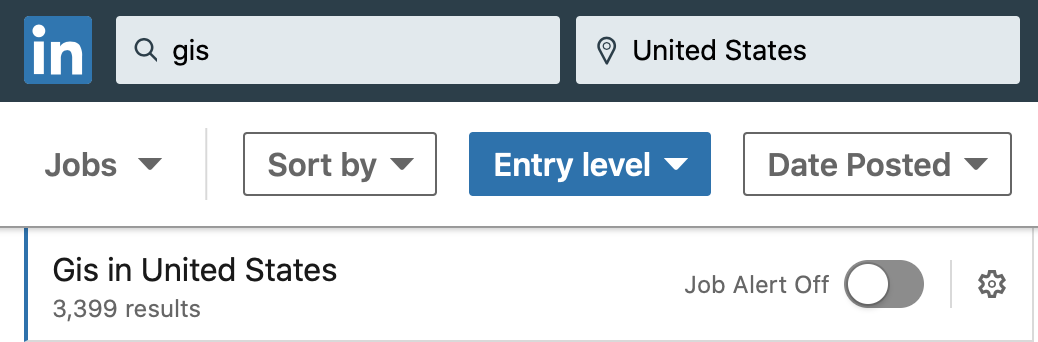 in gis United States
Jobs Sort by Entry level Date Posted
Gis in United States
Job Alert Off
3,399 results